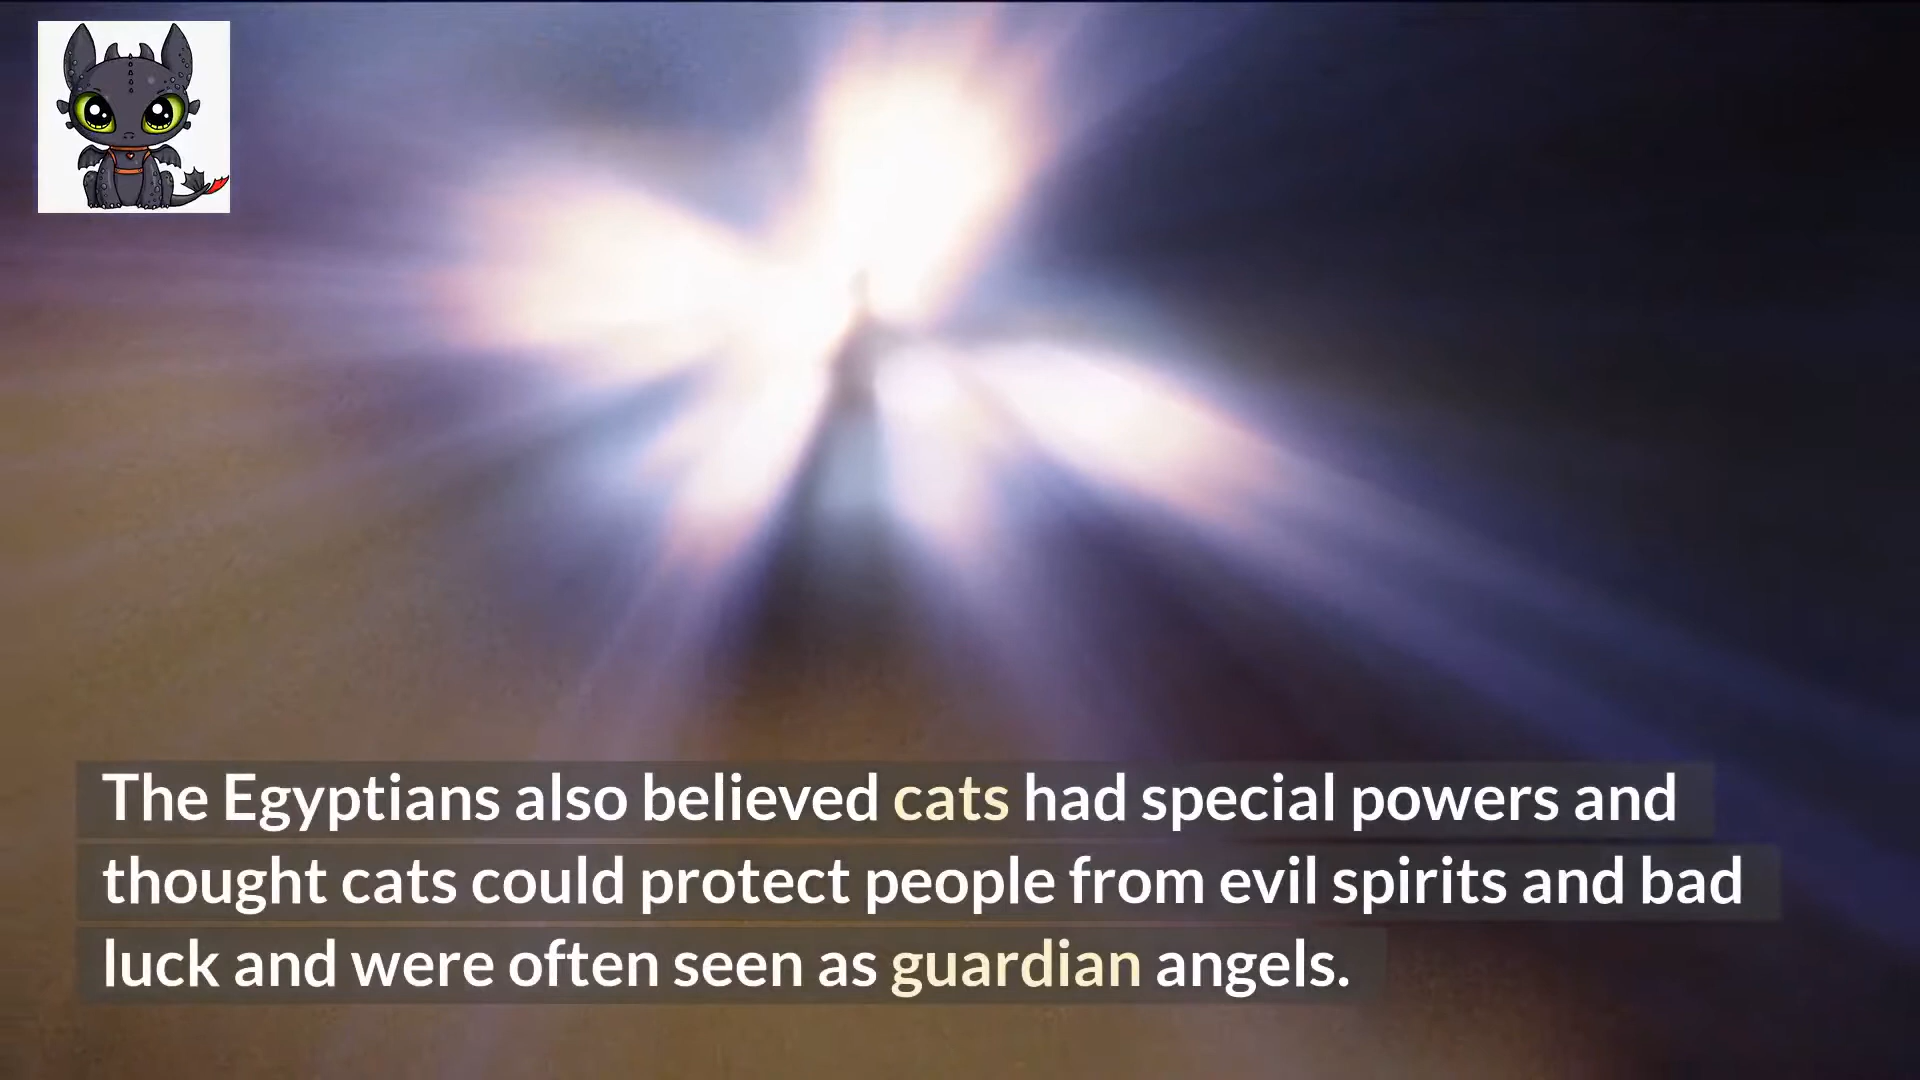 The Egyptians also believed cats had special powers and
thought cats could protect people from evil spirits and bad
luck and were often seen as guardian angels.